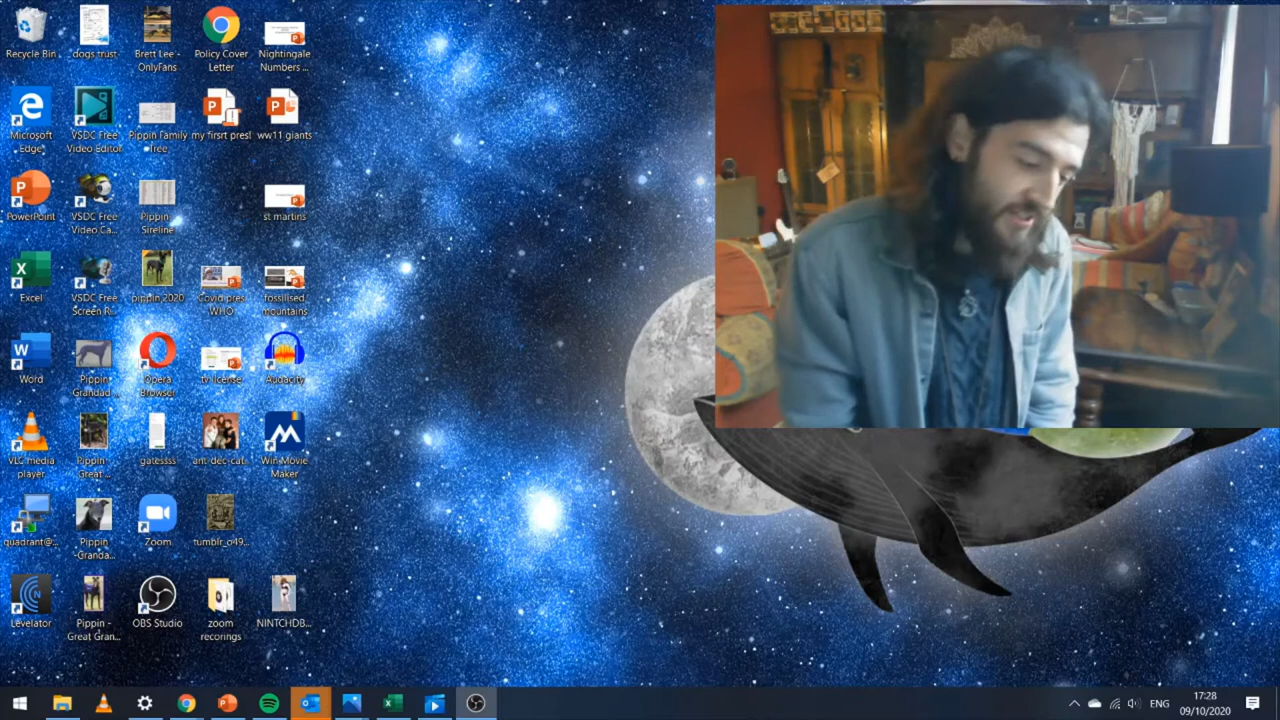 Recycle Bin
dogs trust
Brett Lee -
OnlyFans
Policy Cover
Letter
Nightingale
Numbers ...
Microsoft
Edge
VSDC Free
Video Editor
Pippin Family
Tree
my firsrt pres!
ww11 giants
PowerPoint
VSDC Free
Video Ca...
Pippin
Sireline
st martins
Excel
VSDC Free
Screen R...
pippin 2020
Covid pres
WHO
fossilised
mountains
Word
Pippin
Grandad ...
Opera
Browser
tv license
Audacity
VLC media
player
Pippin
Great ...
gatessss
ant-dec-cat...
Win Movie
Maker
quadrant@...
Pippin
-Granda...
Zoom
tumblr_o49...
Levelator
Pippin -
Great Gran...
OBS Studio
zoom
recorings
NINTCHDB...
ENG
17:28
09/10/2020